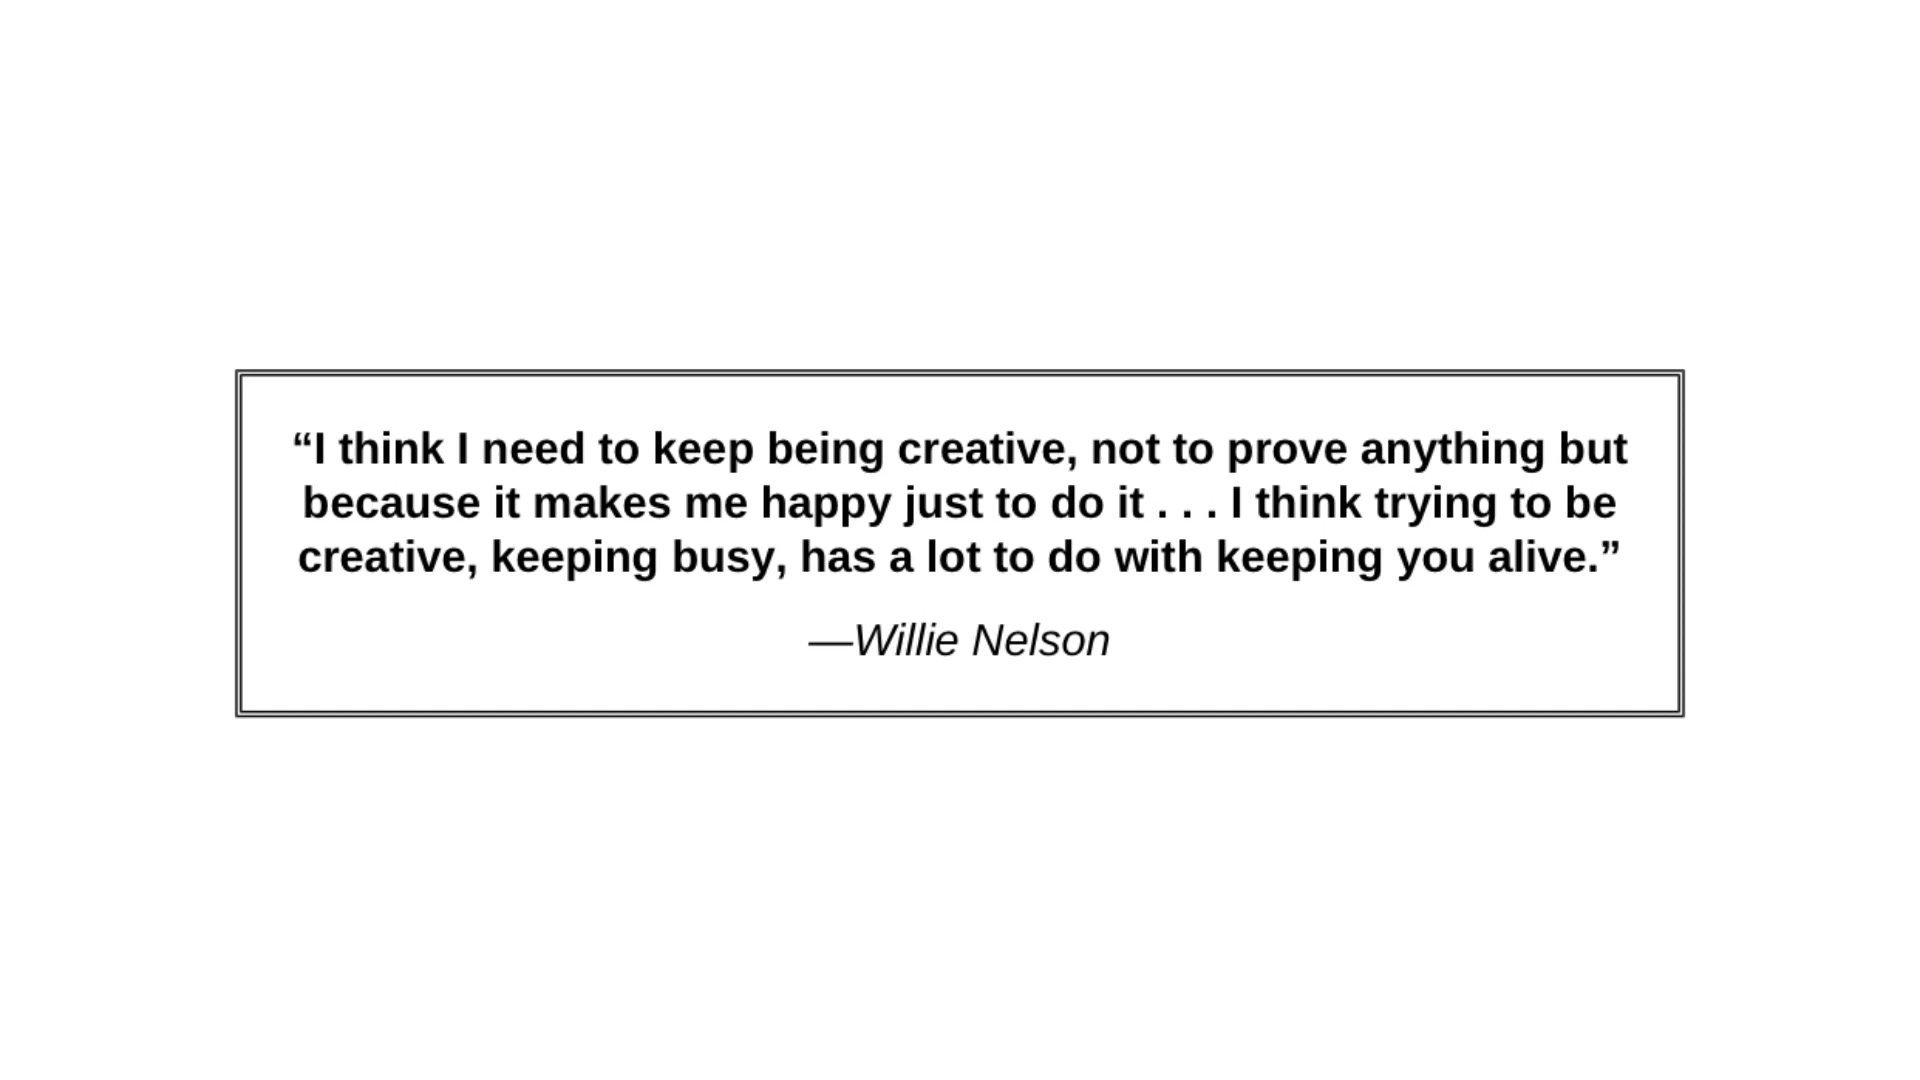 “I think I need to keep being creative, not to prove anything but
because it makes me happy just to do it . . . I think trying to be
creative, keeping busy, has a lot to do with keeping you alive.”
—Willie Nelson